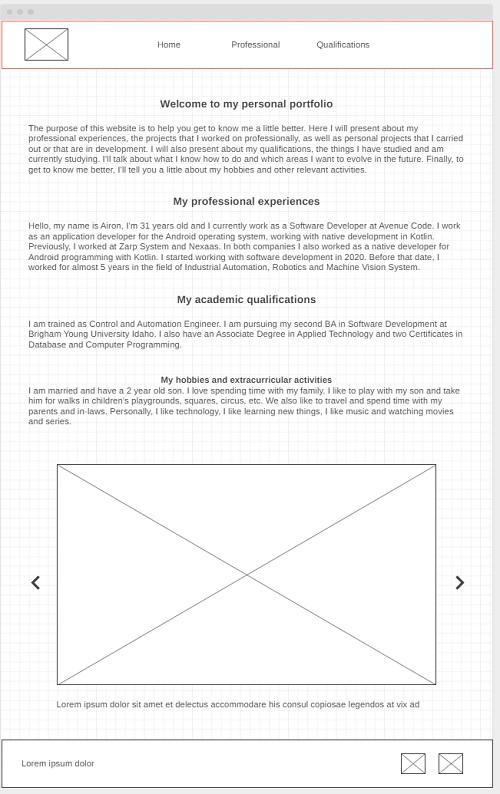 Home Professional Qualifications
Welcome to my personal portfolio
The purpose of this website is to help you get to know me a little better. Here I will present about my
professional experiences, the projects that I worked on professionally, as well as personal projects that I carried
out or that are in development. I will also present about my qualifications, the things I have studied and am
currently studying. I'll talk about what I know how to do and which areas I want to evolve in the future. Finally, to
get to know me better, I'll tell you a little about my hobbies and other relevant activities.
My professional experiences
Hello, my name is Airon, I'm 31 years old and I currently work as a Software Developer at Avenue Code. I work
as an application developer for the Android operating system, working with native development in Kotlin.
Previously, I worked at Zarp System and Nexaas. In both companies I also worked as a native developer for
Android programming with Kotlin. I started working with software development in 2020. Before that date, I
worked for almost 5 years in the field of Industrial Automation, Robotics and Machine Vision System.
My academic qualifications
I am trained as Control and Automation Engineer. I am pursuing my second BA in Software Development at
Brigham Young University Idaho. I also have an Associate Degree in Applied Technology and two Certificates in
Database and Computer Programming.
My hobbies and extracurricular activities
I am married and have a 2 year old son. I love spending time with my family. I like to play with my son and take
him for walks in children's playgrounds, squares, circus, etc. We also like to travel and spend time with my
parents and in-laws. Personally, I like technology, I like learning new things, I like music and watching movies
and series.
Lorem ipsum dolor sit amet et delectus accommodare his consul copiosae legendos at vix ad
Lorem ipsum dolor